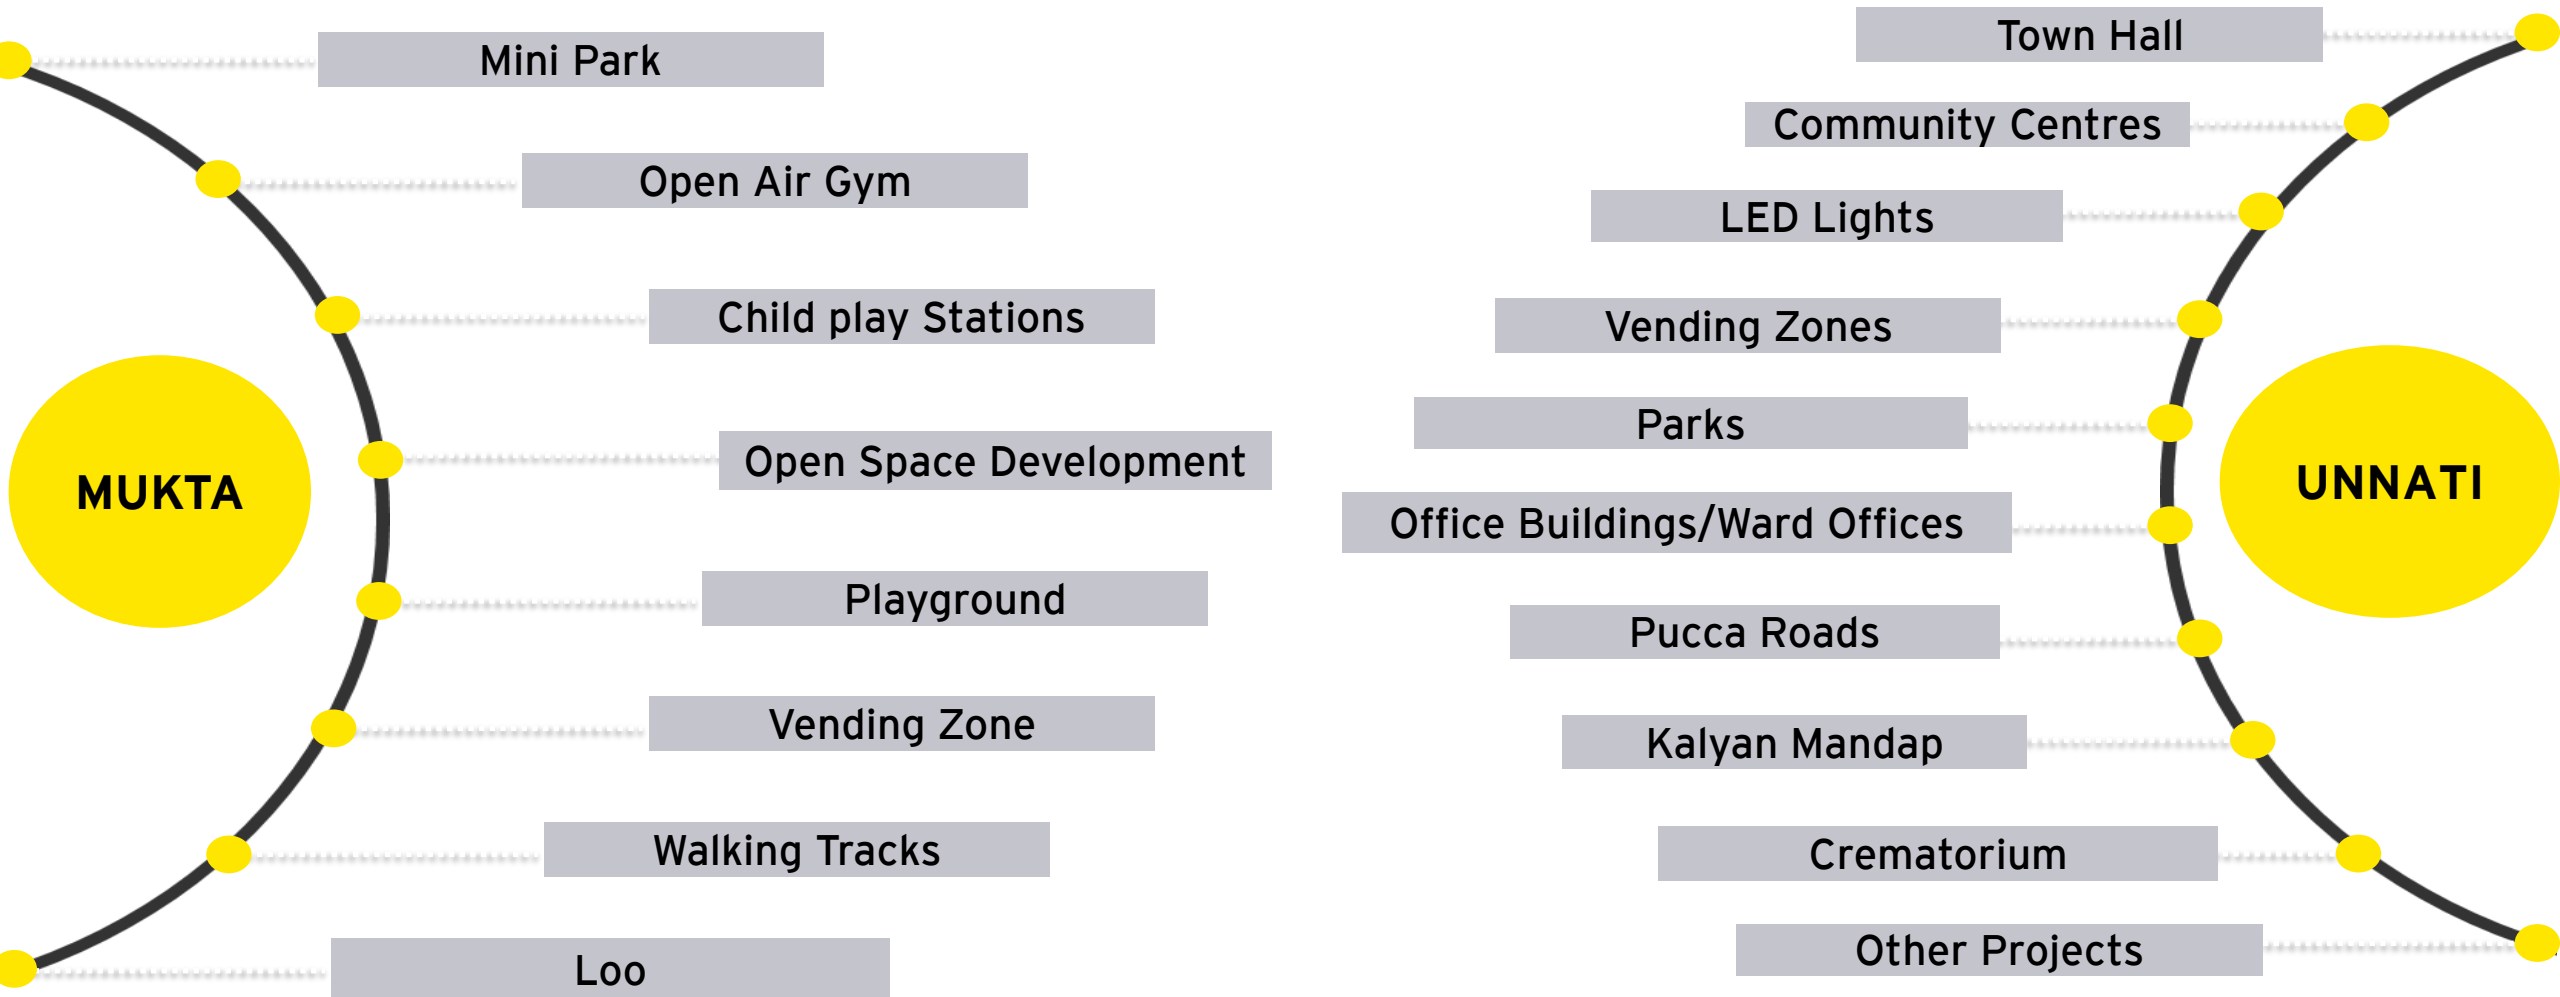 MUKTA
Mini Park
Open Air Gym
Child play Stations
Open Space Development
Playground
Vending Zone
Walking Tracks
Loo
UNNATI
Town Hall
Community Centres
LED Lights
Vending Zones
Parks
Office Buildings/Ward Offices
Pucca Roads
Kalyan Mandap
Crematorium
Other Projects